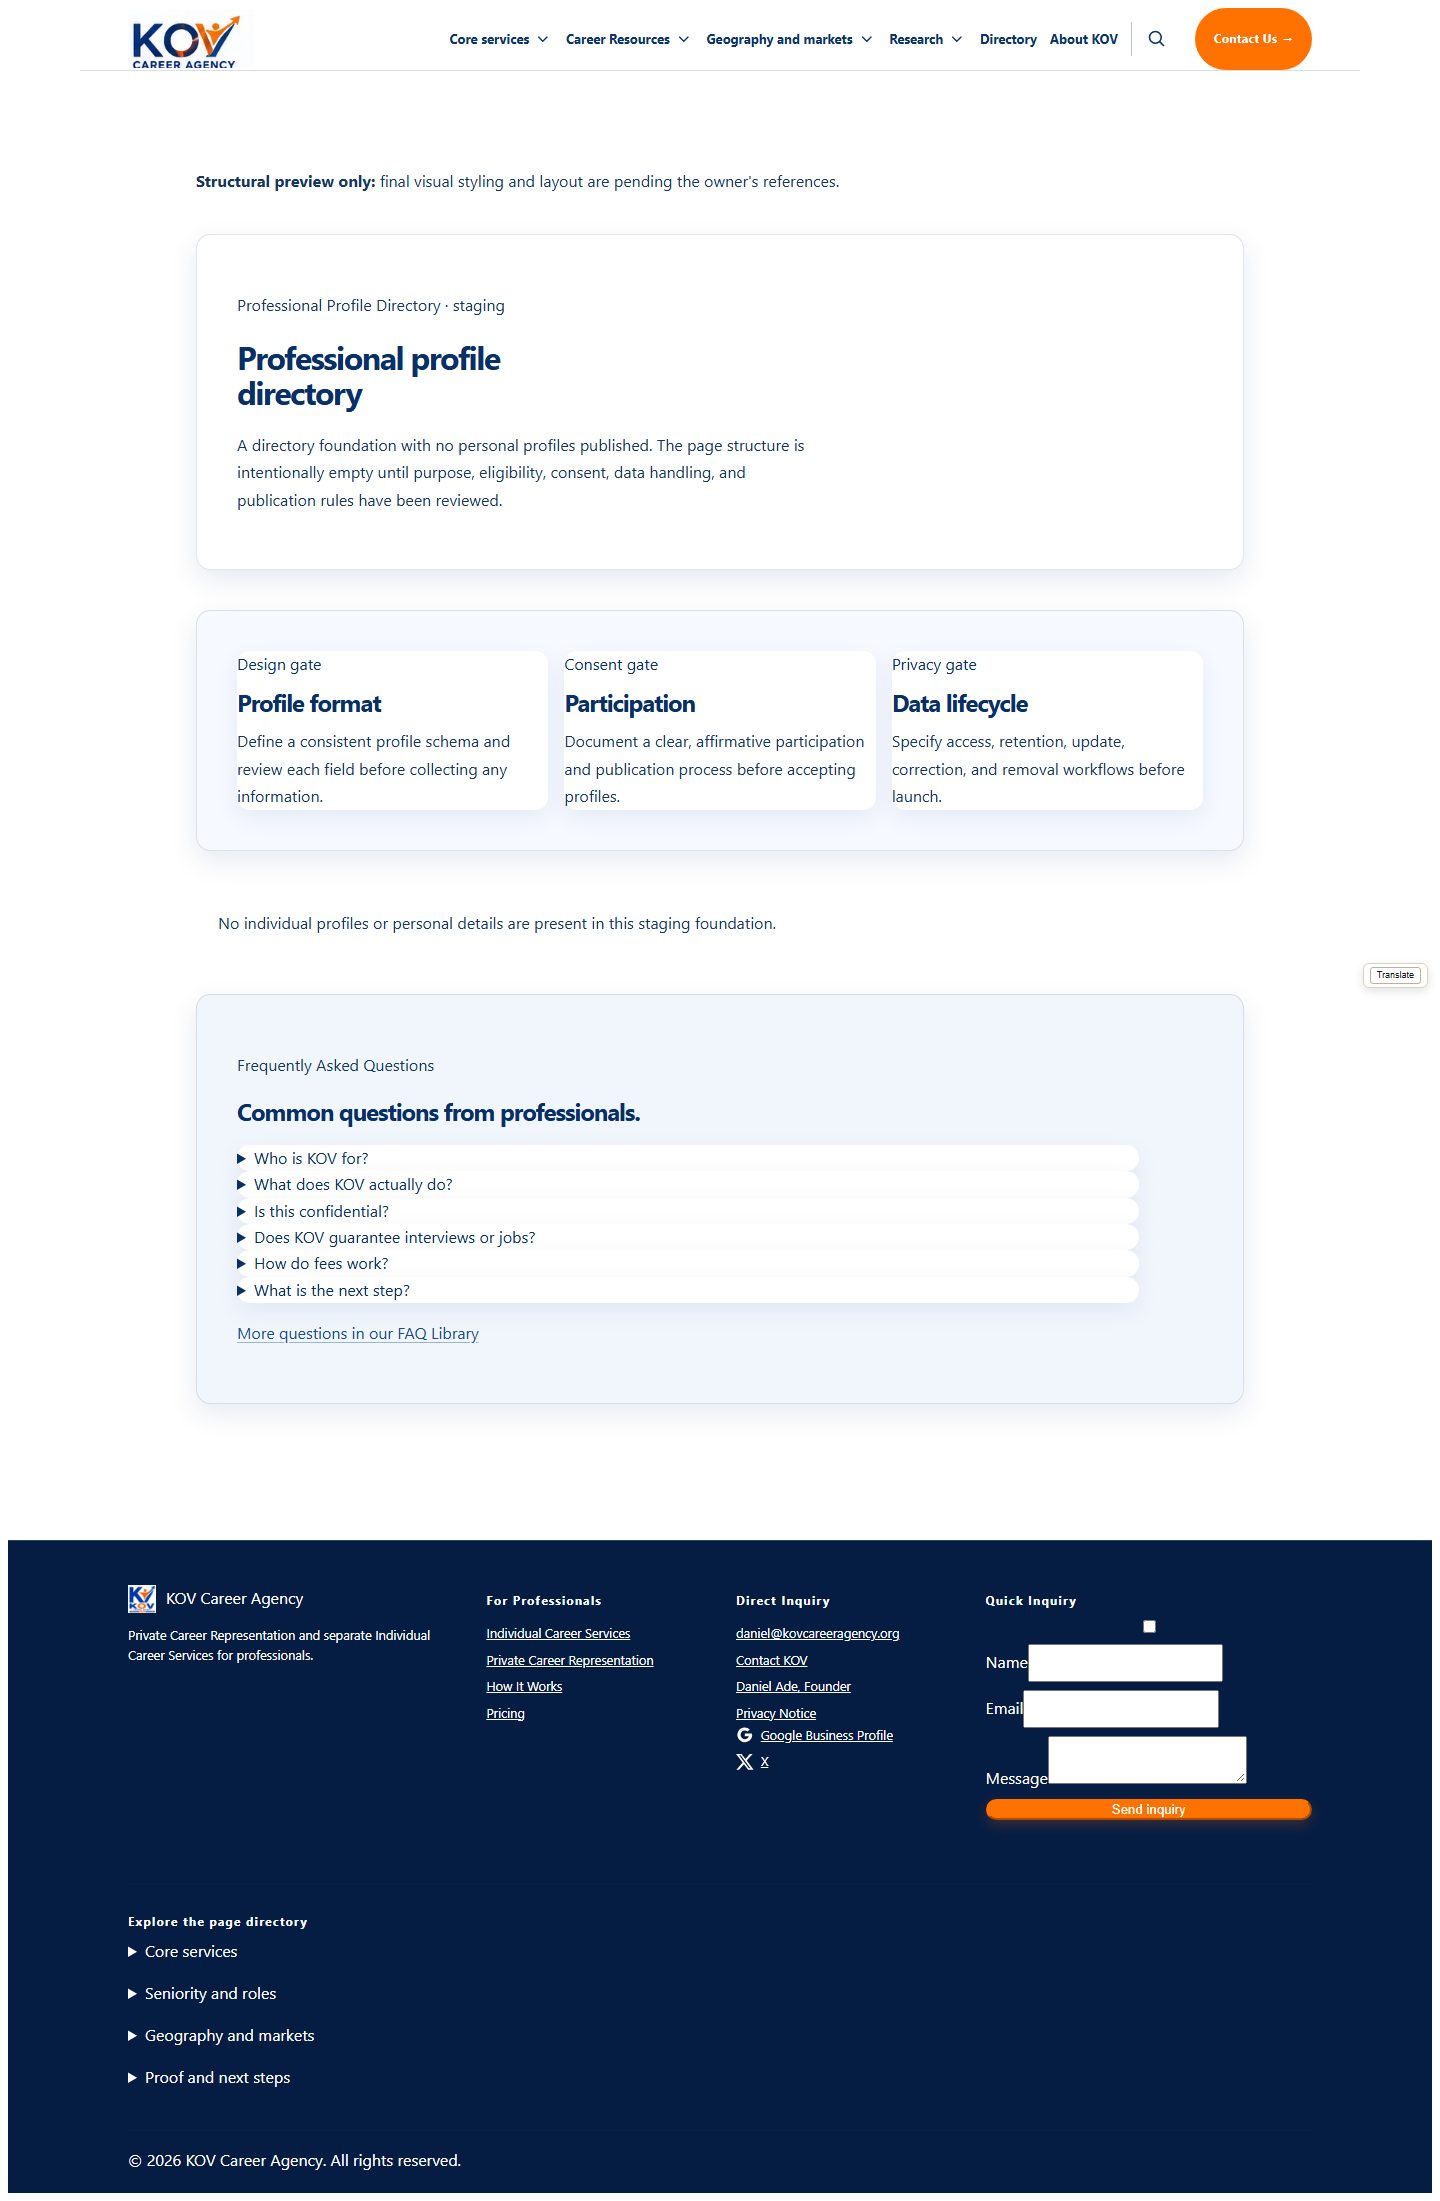 KOV
CAREER AGENCY
Core services
Career Resources
Geography and markets
Research
Directory
About KOV
Contact Us →
Structural preview only: final visual styling and layout are pending the owner's references.
Professional Profile Directory · staging
Professional profile
directory
A directory foundation with no personal profiles published. The page structure is
intentionally empty until purpose, eligibility, consent, data handling, and
publication rules have been reviewed.
Design gate
Profile format
Define a consistent profile schema and
review each field before collecting any
information.
Consent gate
Participation
Document a clear, affirmative participation
and publication process before accepting
profiles.
Privacy gate
Data lifecycle
Specify access, retention, update,
correction, and removal workflows before
launch.
No individual profiles or personal details are present in this staging foundation.
Translate
Frequently Asked Questions
Common questions from professionals.
Who is KOV for?
What does KOV actually do?
Is this confidential?
Does KOV guarantee interviews or jobs?
How do fees work?
What is the next step?
More questions in our FAQ Library
KOV Career Agency
Private Career Representation and separate Individual
Career Services for professionals.
For Professionals
Individual Career Services
Private Career Representation
How It Works
Pricing
Direct Inquiry
daniel@kovcareeragency.org
Contact KOV
Daniel Ade, Founder
Privacy Notice
Google Business Profile
X
Quick Inquiry
Name
Email
Message
Send inquiry
Explore the page directory
Core services
Seniority and roles
Geography and markets
Proof and next steps
© 2026 KOV Career Agency. All rights reserved.